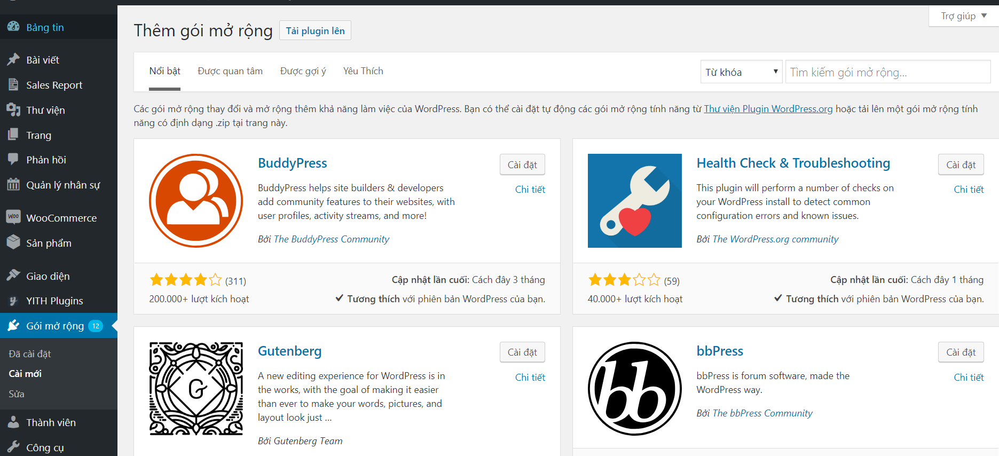 Bảng tin
Bài viết
Sales Report
Thư viện
Trang
Phản hồi
Quản lý nhân sự
WOO
WooCommerce
Sản phẩm
Giao diện
YITH Plugins
Gói mở rộng 12
Đã cài đặt
Cài mới
Sửa
Thành viên
Công cụ
Trợ giúp
Thêm gói mở rộng Tải plugin lên
Nổi bật Được quan tâm Được gợi ý Yêu Thích Từ khóa Tìm kiếm gói mở rộng...
Các gói mở rộng thay đổi và mở rộng thêm khả năng làm việc của WordPress. Bạn có thể cài đặt tự động các gói mở rộng tính năng từ Thư viện Plugin WordPress.org hoặc tải lên một gói mở rộng tính
năng có định dạng .zip tại trang này.
BuddyPress
Cài đặt
Chi tiết
BuddyPress helps site builders & developers
add community features to their websites, with
user profiles, activity streams, and more!
Bởi The BuddyPress Community
(311)
Cập nhật lần cuối: Cách đây 3 tháng
200.000+ lượt kích hoạt
Tương thích với phiên bản WordPress của bạn.
Health Check & Troubleshooting
Cài đặt
Chi tiết
This plugin will perform a number of checks on
your WordPress install to detect common
configuration errors and known issues.
Bởi The WordPress.org community
(59)
Cập nhật lần cuối: Cách đây 1 tháng
40.000+ lượt kích hoạt
Tương thích với phiên bản WordPress của bạn.
G
Gutenberg
Cài đặt
Chi tiết
A new editing experience for WordPress is in
the works, with the goal of making it easier
than ever to make your words, pictures, and
layout look just ...
Bởi Gutenberg Team
bb
bbPress
Cài đặt
Chi tiết
bbPress is forum software, made the
WordPress way.
Bởi The bbPress Community